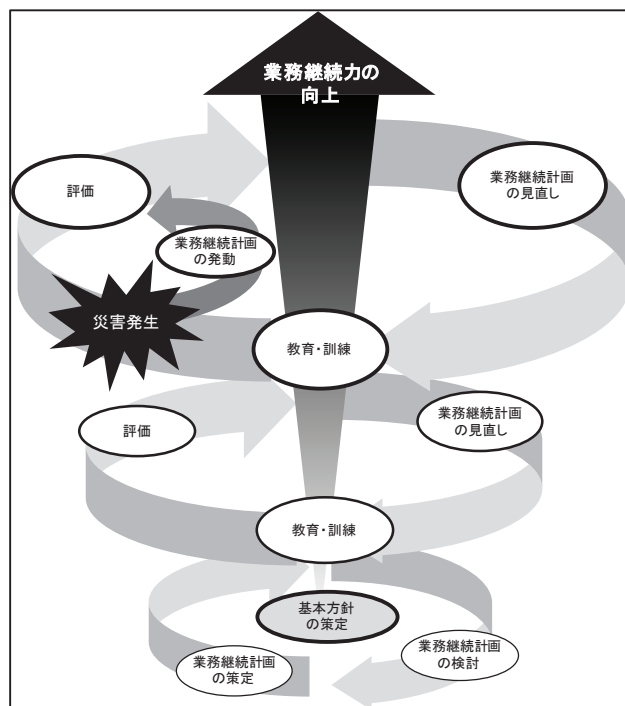 業務継続力の
向上
評価
業務継続計画
の見直し
業務継続計画
の発動
災害発生
教育・訓練
評価
業務継続計画
の見直し
教育・訓練
基本方針
の策定
業務継続計画
の策定
業務継続計画
の検討